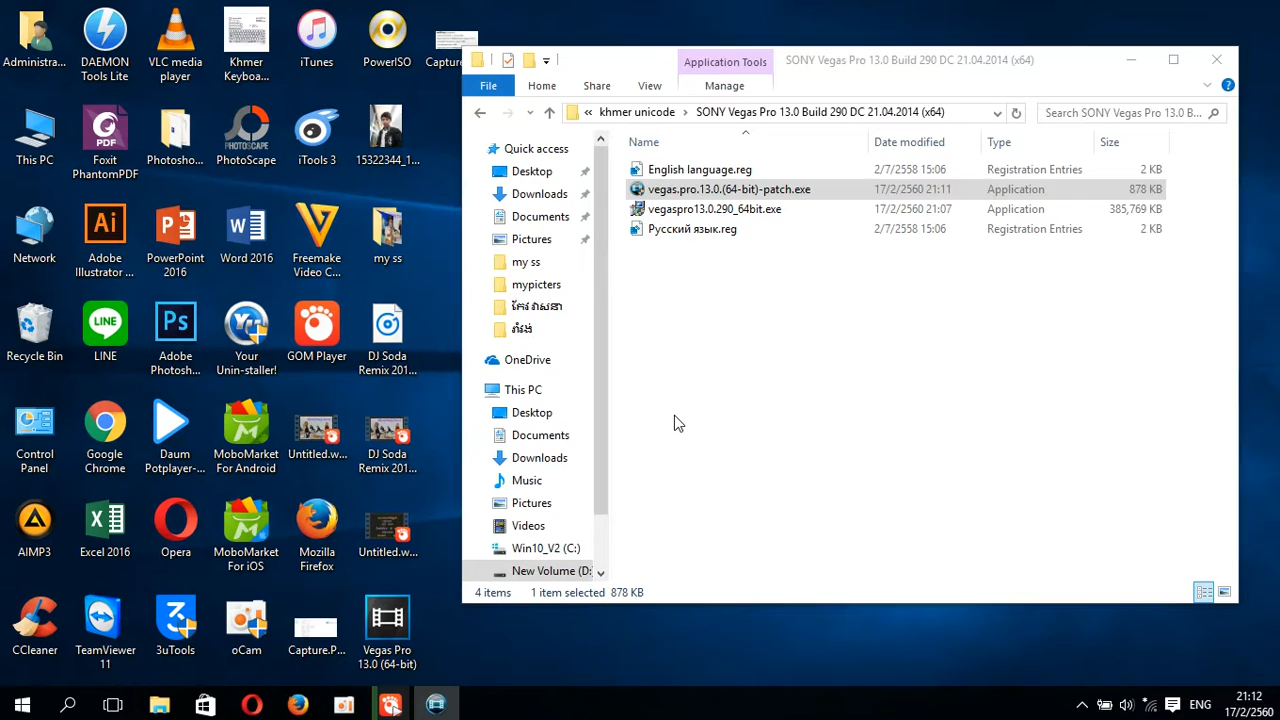 Administra...
DAEMON
Tools Lite
VLC media
player
Khmer
Keyboa...
iTunes
PowerISO
Capture
This PC
Foxit
PhantomPDF
Photosho...
PhotoScape
iTools 3
15322344_1...
Network
Adobe
Illustrator ...
PowerPoint
2016
Word 2016
Freemake
Video C...
my ss
Recycle Bin
LINE
Adobe
Photosh...
Your
Unin-staller!
GOM Player
DJ Soda
Remix 201...
Control
Panel
Google
Chrome
Daum
Potplayer-...
MoboMarket
For Android
Untitled.w...
DJ Soda
Remix 201...
AIMP3
Excel 2016
Opera
MoboMarket
For iOS
Mozilla
Firefox
Untitled.w...
CCleaner
TeamViewer
11
3uTools
oCam
Capture.P...
Vegas Pro
13.0 (64-bit)
Application Tools
SONY Vegas Pro 13.0 Build 290 DC 21.04.2014 (x64)
File
Home
Share
View
Manage
« khmer unicode > SONY Vegas Pro 13.0 Build 290 DC 21.04.2014 (x64)
Search SONY Vegas Pro 13.0 B...
Name
Date modified
Type
Size
English language.reg 2/7/2558 15:06 Registration Entries 2 KB
vegas.pro.13.0.(64-bit)-patch.exe 17/2/2560 21:11 Application 878 KB
vegaspro13.0.290_64bit.exe 17/2/2560 21:07 Application 385,769 KB
Русский язык.reg 2/7/2558 15:06 Registration Entries 2 KB
Quick access
Desktop
Downloads
Documents
Pictures
my ss
mypicters
កែវ វាសនា
រាំវង់
OneDrive
This PC
Desktop
Documents
Downloads
Music
Pictures
Videos
Win10_V2 (C:)
New Volume (D:
4 items 1 item selected 878 KB
ENG
21:12
17/2/2560